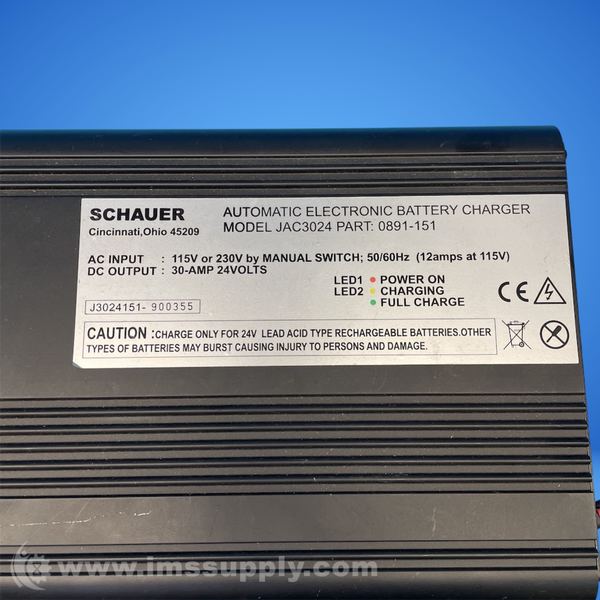 SCHAUER
Cincinnati,Ohio 45209
AUTOMATIC ELECTRONIC BATTERY CHARGER
MODEL JAC3024 PART: 0891-151
AC INPUT : 115V or 230V by MANUAL SWITCH; 50/60Hz (12amps at 115V)
DC OUTPUT : 30-AMP 24VOLTS
LED1 POWER ON
LED2 CHARGING
FULL CHARGE
J3024151- 900355
CE
CAUTION :CHARGE ONLY FOR 24V LEAD ACID TYPE RECHARGEABLE BATTERIES.OTHER
TYPES OF BATTERIES MAY BURST CAUSING INJURY TO PERSONS AND DAMAGE.
www.imssupply.com